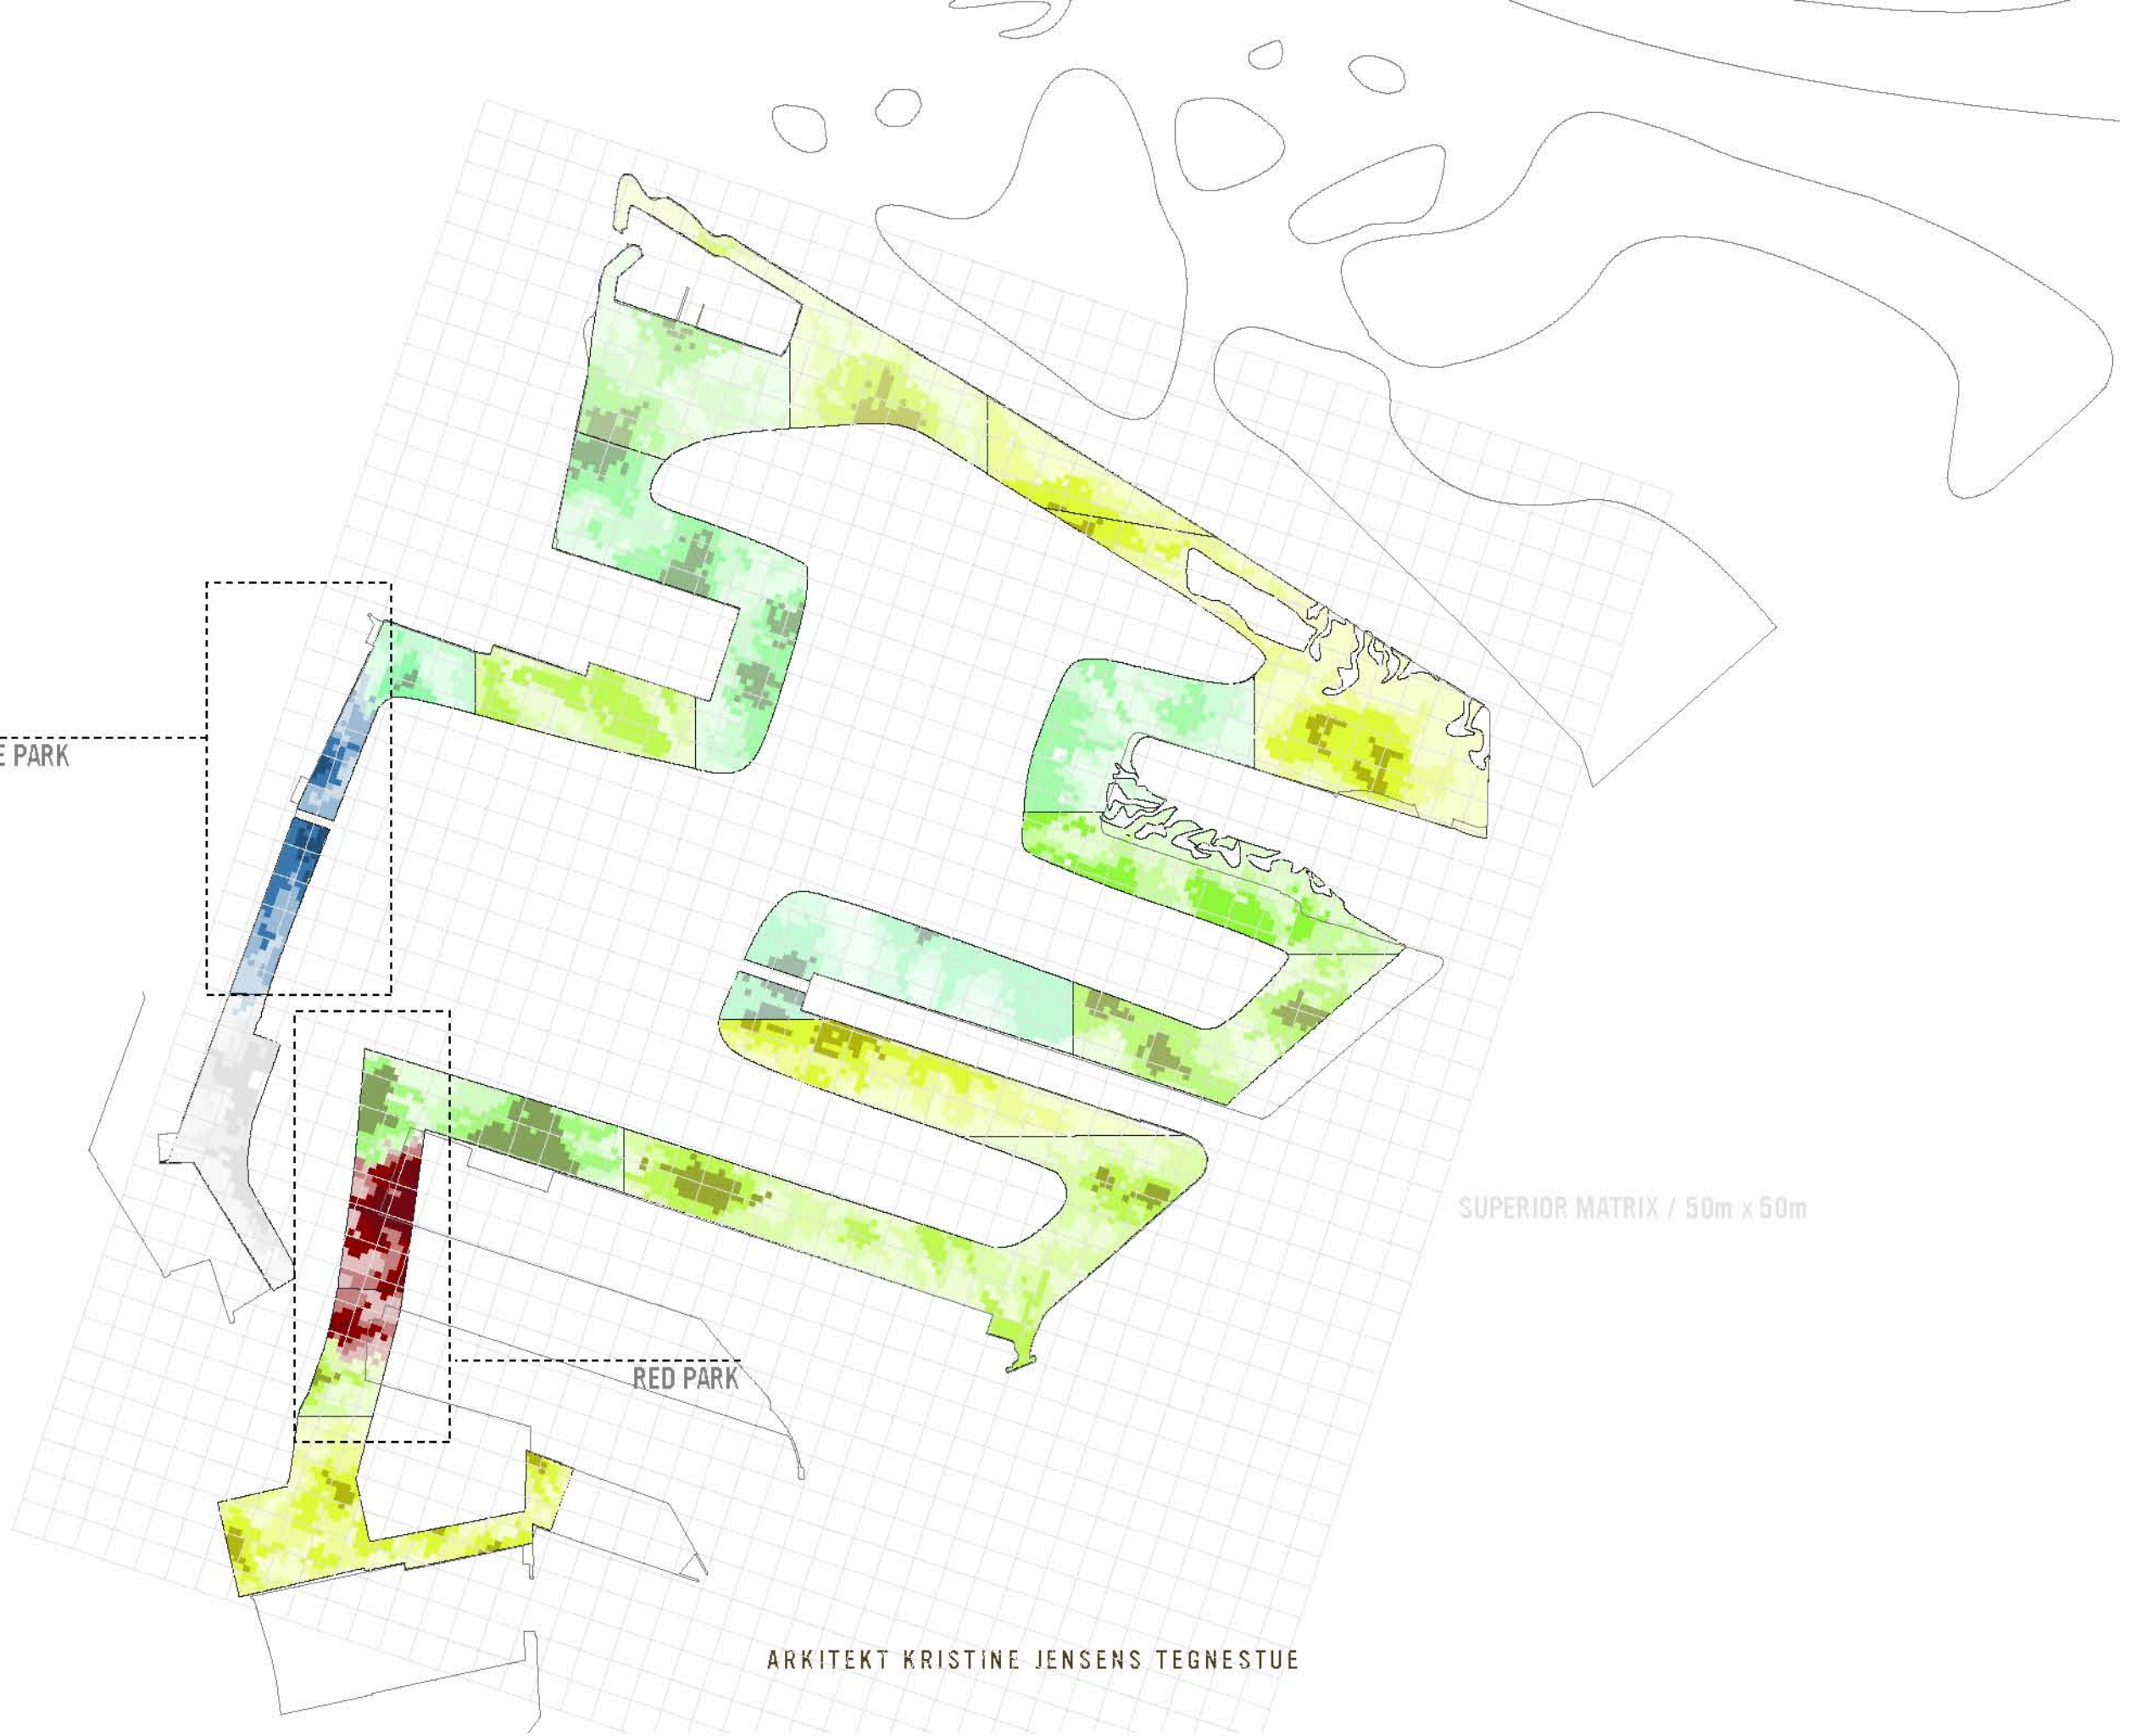 E PARK
SUPERIOR MATRIX / 50m x 50m
RED PARK
ARKITEKT KRISTINE JENSENS TEGNESTUE